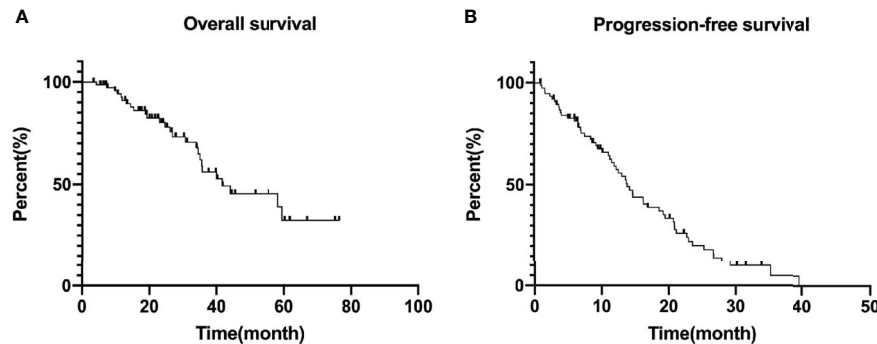 A
Overall survival
Percent(%)
100
50
0
0 20 40 60 80 100
Time(month)
B
Progression-free survival
Percent(%)
100
50
0
0 10 20 30 40 50
Time(month)